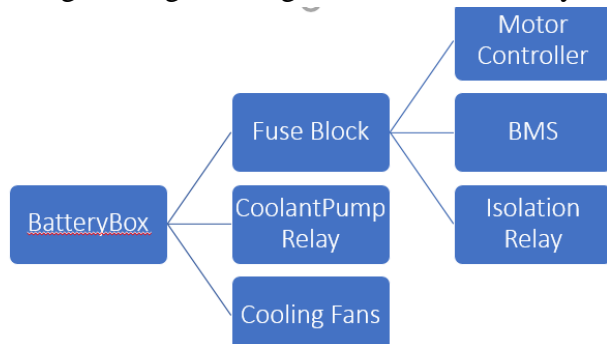 Motor
Controller
Fuse Block
BMS
BatteryBox
CoolantPump
Relay
Isolation
Relay
Cooling Fans